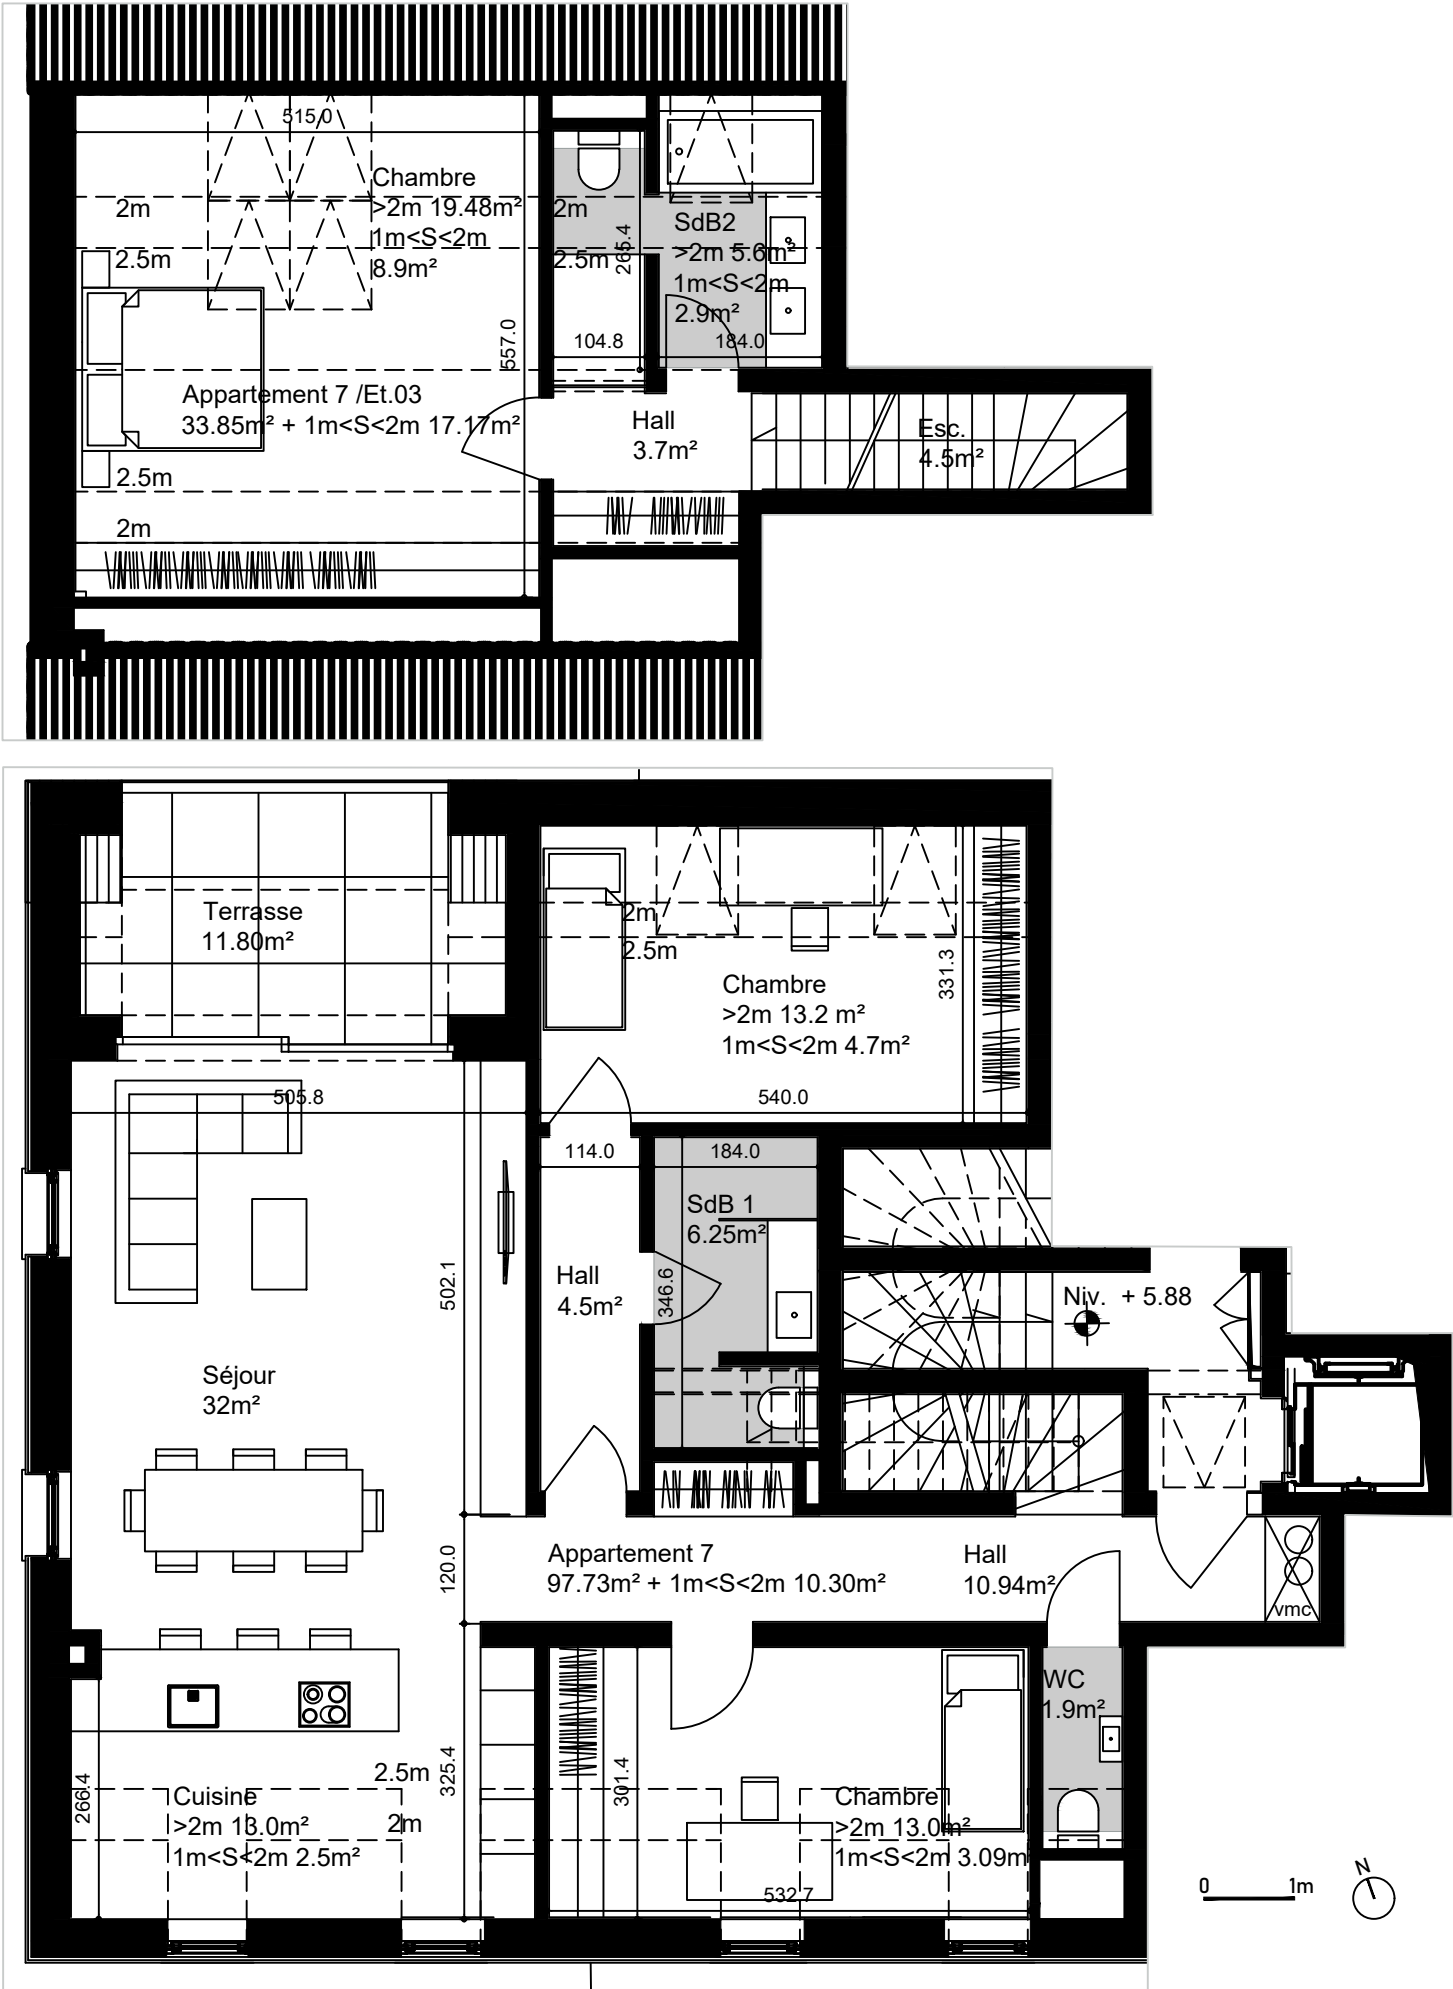 515.0
Chambre
>2m 19.48m²
1m<S<2m
8.9m²
2m
2.5m
557.0
Appartement 7 /Et.03
33.85m² + 1m<S<2m 17.17m²
2.5m
2m
2m
2.5m
265.4
104.8
SdB2
>2m 5.6m²
1m<S<2m
2.9m²
184.0
Hall
3.7m²
Esc.
4.5m²
Terrasse
11.80m²
2m
2.5m
Chambre
>2m 13.2 m²
1m<S<2m 4.7m²
331.3
540.0
505.8
114.0
184.0
SdB 1
6.25m²
346.6
Hall
4.5m²
502.1
Niv. + 5.88
Séjour
32m²
Appartement 7
97.73m² + 1m<S<2m 10.30m²
Hall
10.94m²
120.0
vmc
WC
1.9m²
2.5m
2m
325.4
266.4
Cuisine
>2m 13.0m²
1m<S<2m 2.5m²
301.4
Chambre
>2m 13.0m²
1m<S<2m 3.09m
532.7
0 1m
N